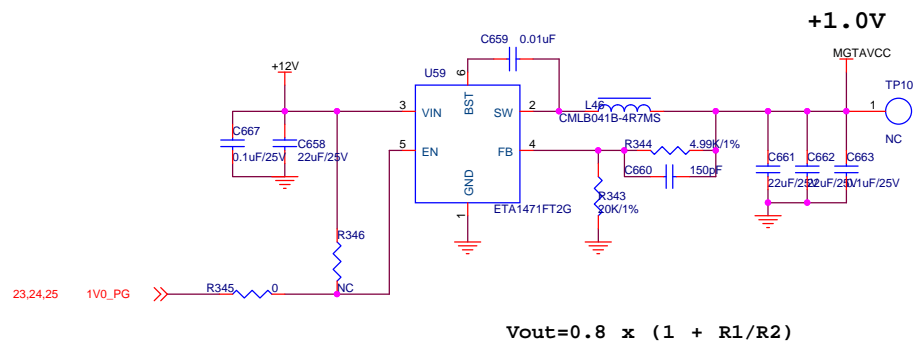 +1.0V
MGTAVCC
TP10
1
NC
C659 0.01uF
+12V
U59
6
BST
3 VIN
SW 2
5 EN
FB 4
GND
1
ETA1471FT2G
L46
CMLB041B-4R7MS
C667
0.1uF/25V
C658
22uF/25V
R344 4.99K/1%
C660 150pF
R343
20K/1%
C661
22uF/25V
C662
22uF/25V
C663
0.1uF/25V
R346
NC
23,24,25 1V0_PG
R345 0
Vout=0.8 x (1 + R1/R2)